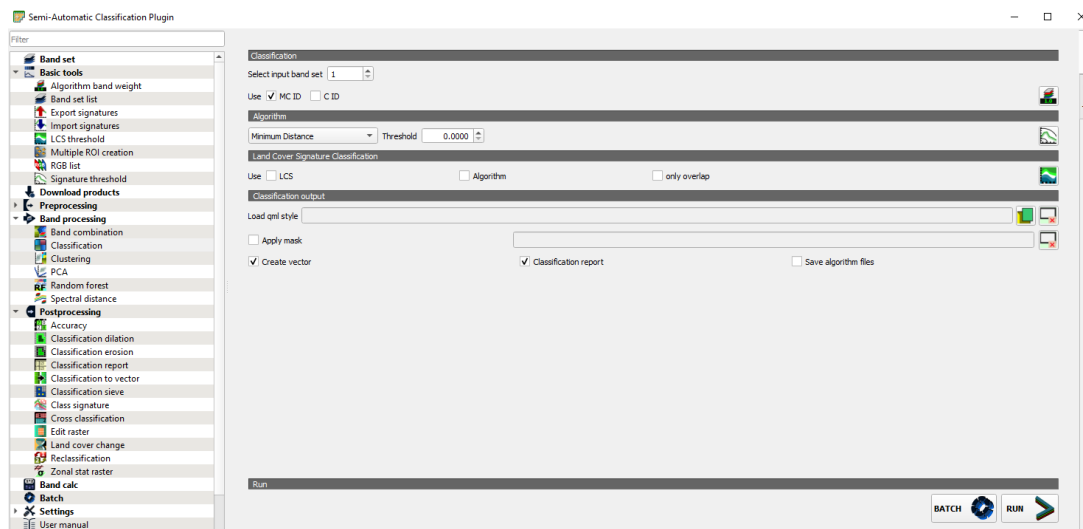 Semi-Automatic Classification Plugin
Filter
Band set
Basic tools
Algorithm band weight
Band set list
Export signatures
Import signatures
LCS threshold
Multiple ROI creation
RGB list
Signature threshold
Download products
Preprocessing
Band processing
Band combination
Classification
Clustering
PCA
RF Random forest
Spectral distance
Postprocessing
Accuracy
Classification dilation
Classification erosion
Classification report
Classification to vector
Classification sieve
Class signature
Cross classification
Edit raster
Land cover change
Reclassification
Zonal stat raster
Band calc
Batch
Settings
User manual
Classification
Select input band set 1
Use MC ID C ID
Algorithm
Minimum Distance Threshold 0.0000
Land Cover Signature Classification
Use LCS Algorithm only overlap
Classification output
Load qml style
Apply mask
Create vector Classification report Save algorithm files
Run
BATCH RUN